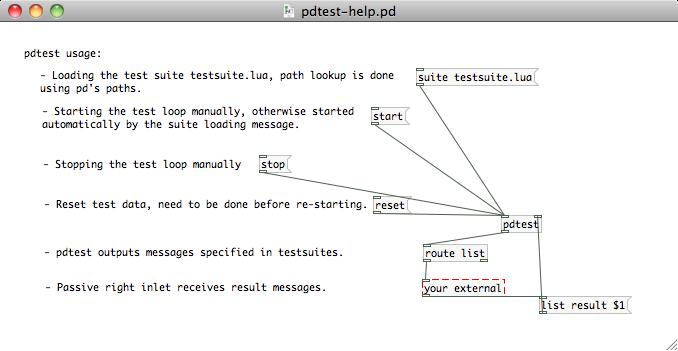 pdtest-help.pd
pdtest usage:
- Loading the test suite testsuite.lua, path lookup is done
using pd's paths.
suite testsuite.lua
- Starting the test loop manually, otherwise started
automatically by the suite loading message.
start
- Stopping the test loop manually
stop
- Reset test data, need to be done before re-starting.
reset
pdtest
- pdtest outputs messages specified in testsuites.
route list
- Passive right inlet receives result messages.
your external
list result $1